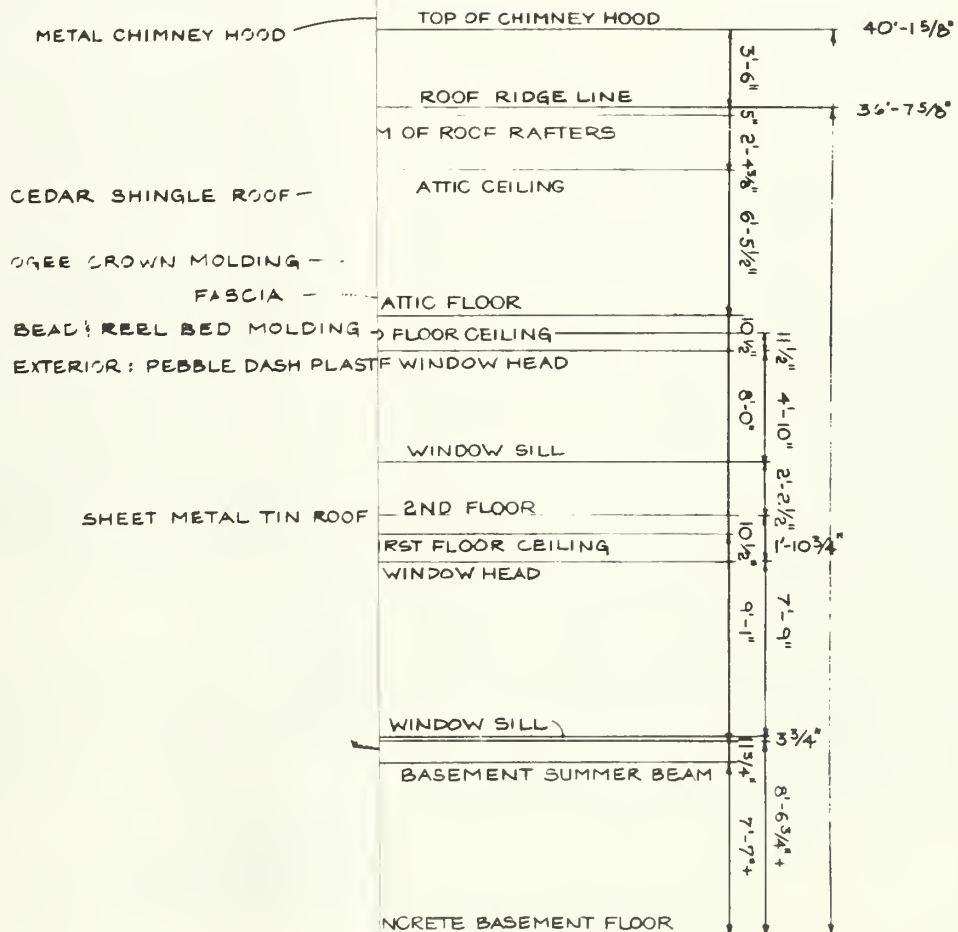 TOP OF CHIMNEY HOOD
METAL CHIMNEY HOOD
40'-1 5/8"
3'-6"
ROOF RIDGE LINE
36'-7 5/8"
5"
M OF ROOF RAFTERS
2'-4 3/8"
ATTIC CEILING
CEDAR SHINGLE ROOF
6'-5 1/2"
OGEE CROWN MOLDING
FASCIA
ATTIC FLOOR
BEAD & REEL BED MOLDING
FLOOR CEILING
10 1/2"
11 1/2"
EXTERIOR: PEBBLE DASH PLAST
WINDOW HEAD
8'-0"
4'-10"
WINDOW SILL
2'-2 1/2"
SHEET METAL TIN ROOF
2ND FLOOR
RST FLOOR CEILING
10 1/2"
1'-10 3/4"
WINDOW HEAD
9'-1"
7'-9"
WINDOW SILL
3 3/4"
BASEMENT SUMMER BEAM
7'-7"+
8'-6 3/4"+
NCRETE BASEMENT FLOOR